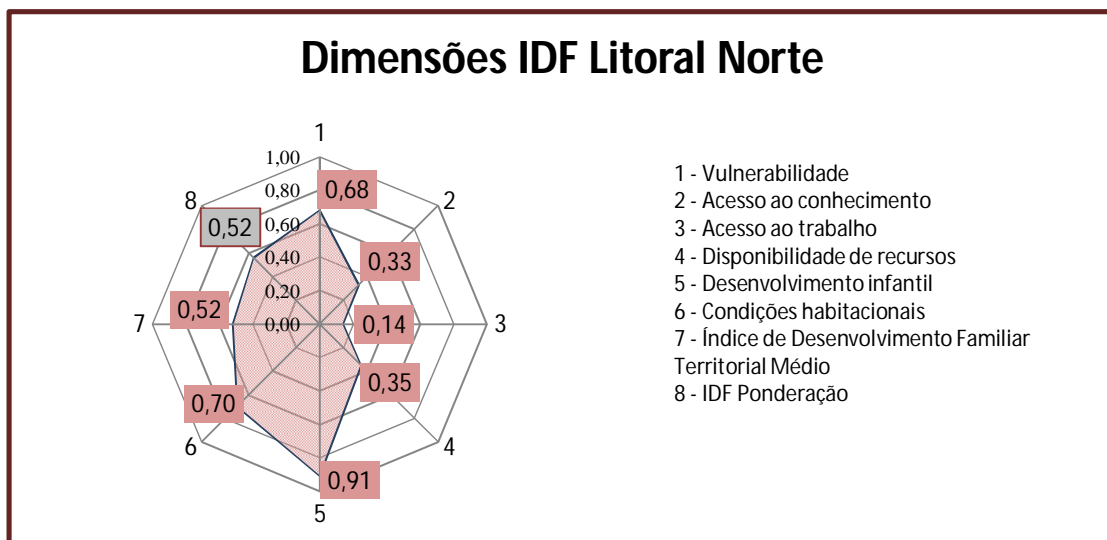 Dimensões IDF Litoral Norte
1
1,00
0,80
0,60
0,40
0,20
0,00
8
2
0,52
0,68
0,33
7
0,52
0,14
3
0,35
0,70
6
4
0,91
5
1 - Vulnerabilidade
2 - Acesso ao conhecimento
3 - Acesso ao trabalho
4 - Disponibilidade de recursos
5 - Desenvolvimento infantil
6 - Condições habitacionais
7 - Índice de Desenvolvimento Familiar
Territorial Médio
8 - IDF Ponderação